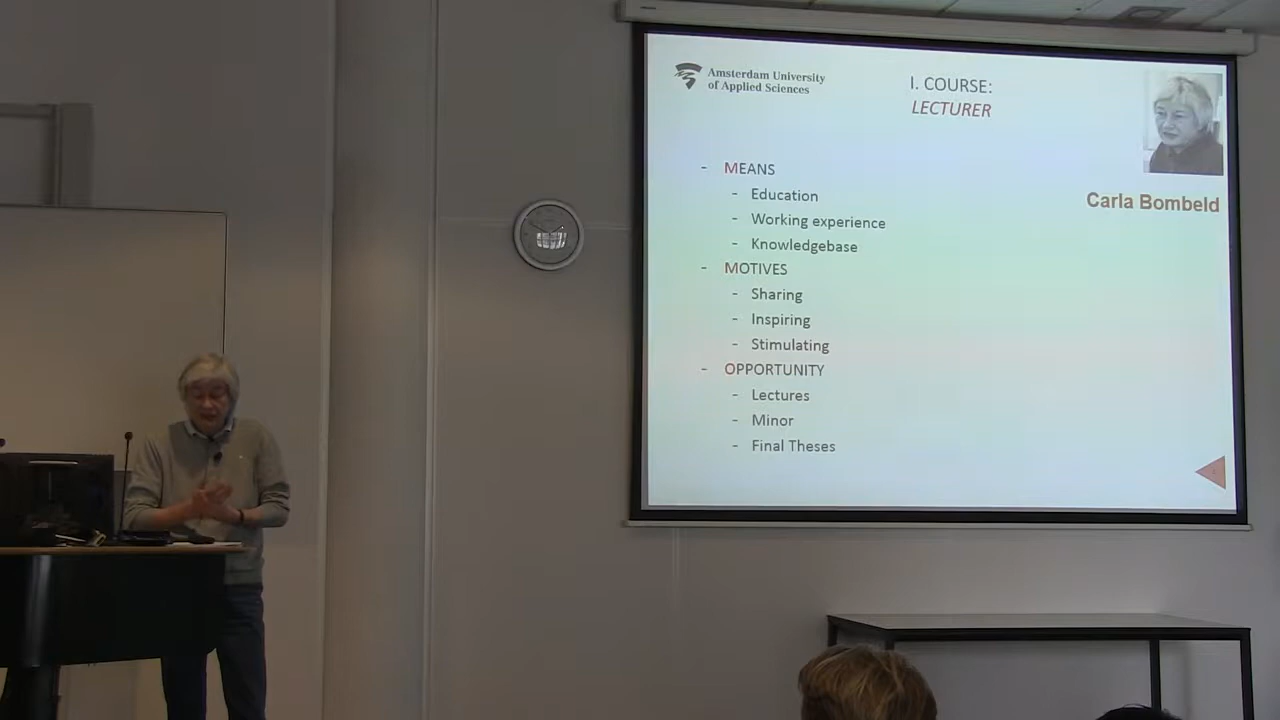 Amsterdam University
of Applied Sciences
I. COURSE:
LECTURER
- MEANS
- Education
- Working experience
- Knowledgebase
- MOTIVES
- Sharing
- Inspiring
- Stimulating
- OPPORTUNITY
- Lectures
- Minor
- Final Theses
Carla Bombeld